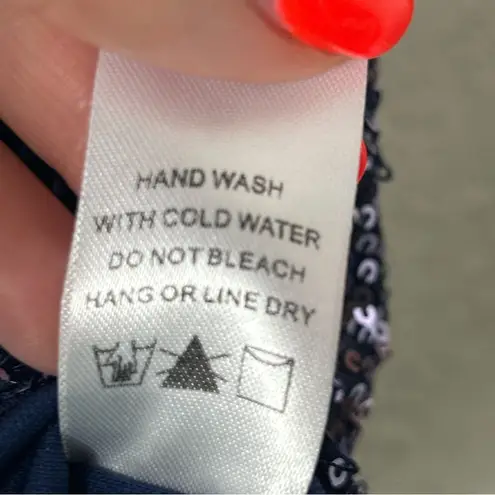 HAND WASH
WITH COLD WATER
DO NOT BLEACH
HANG OR LINE DRY